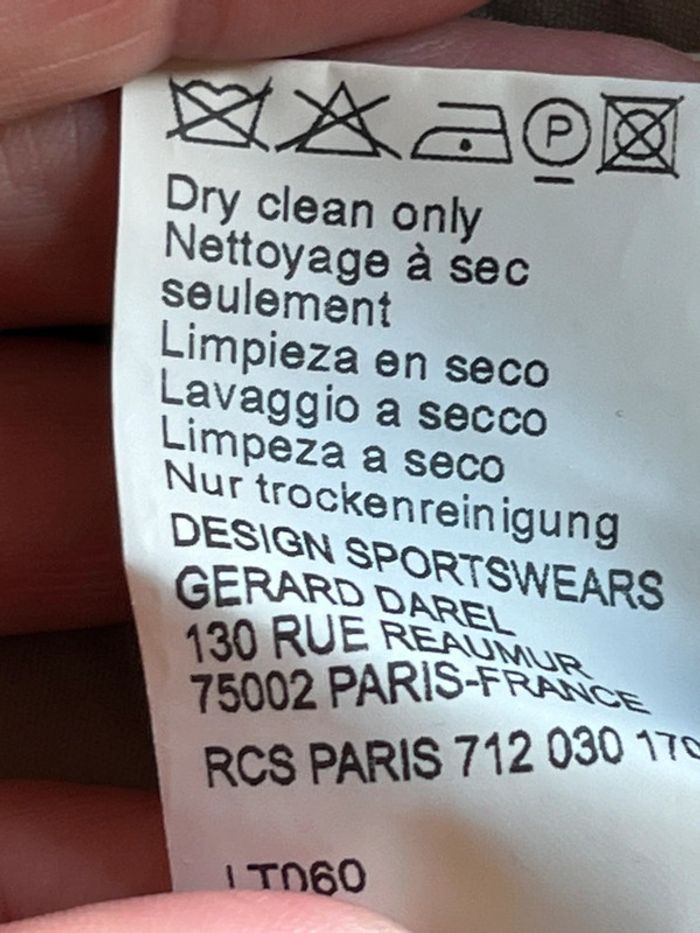 P
Dry clean only
Nettoyage à sec
seulement
Limpieza en seco
Lavaggio a secco
Limpeza a seco
Nur trockenreinigung
DESIGN SPORTSWEARS
GERARD DAREL
130 RUE REAUMUR
75002 PARIS-FRANCE
RCS PARIS 712 030